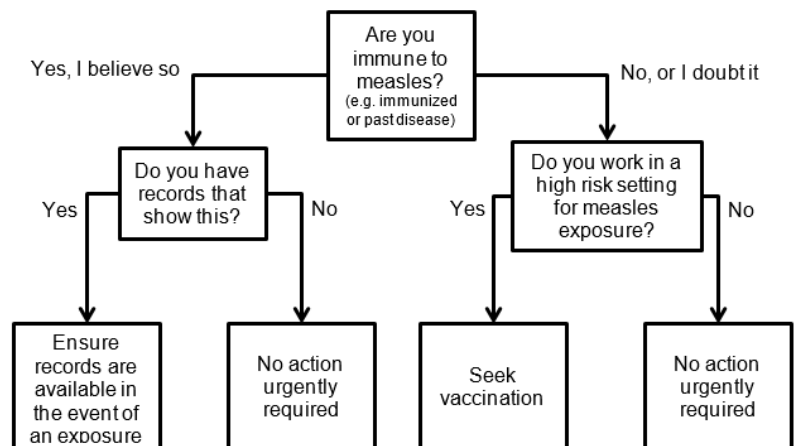 Are you
immune to
measles?
(e.g. immunized
or past disease)
Yes, I believe so
No, or I doubt it
Do you have
records that
show this?
Do you work in a
high risk setting
for measles
exposure?
Yes
No
Yes
No
Ensure
records are
available in
the event of
an exposure
No action
urgently
required
Seek
vaccination
No action
urgently
required